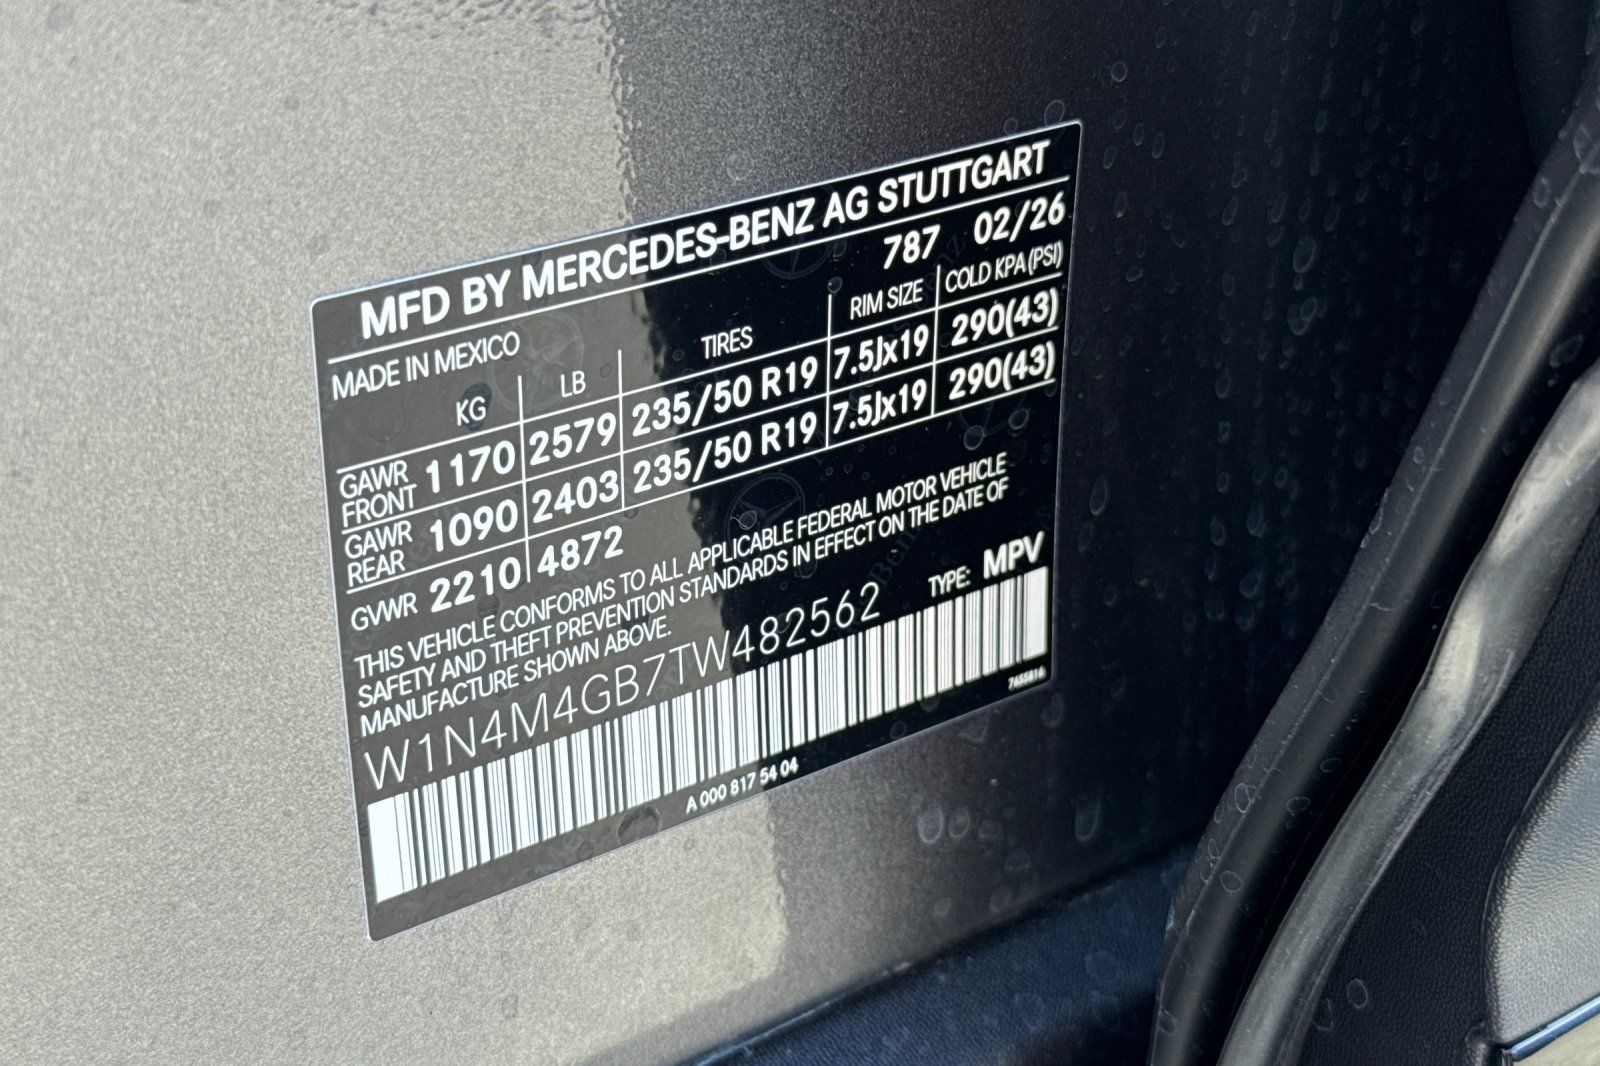 MFD BY MERCEDES-BENZ AG STUTTGART
MADE IN MEXICO 787 02/26
KG LB TIRES RIM SIZE COLD KPA(PSI)
GAWR FRONT 1170 2579 235/50 R19 7.5Jx19 290(43)
GAWR REAR 1090 2403 235/50 R19 7.5Jx19 290(43)
GVWR 2210 4872
THIS VEHICLE CONFORMS TO ALL APPLICABLE FEDERAL MOTOR VEHICLE
SAFETY AND THEFT PREVENTION STANDARDS IN EFFECT ON THE DATE OF
MANUFACTURE SHOWN ABOVE.
W1N4M4GB7TW482562 TYPE: MPV
7655816
A 000 817 54 04